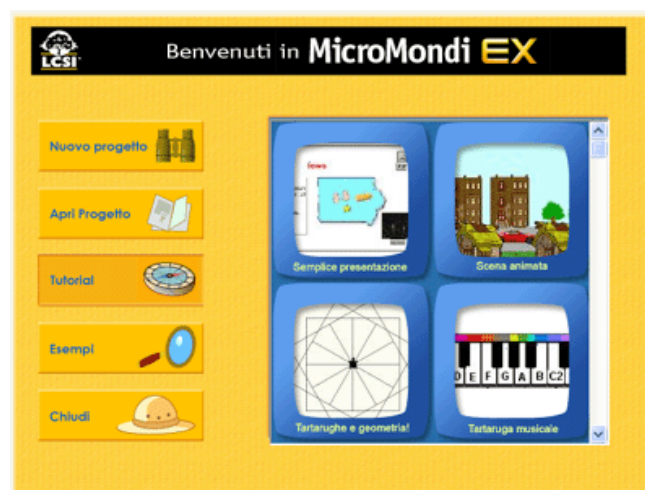 LCSI
Benvenuti in MicroMondi EX
Nuovo progetto
Apri Progetto
Tutorial
Esempi
Chiudi
Iowa
Semplice presentazione
Scena animata
Tartarughe e geometria!
D E F G A B C2
Tartaruga musicale